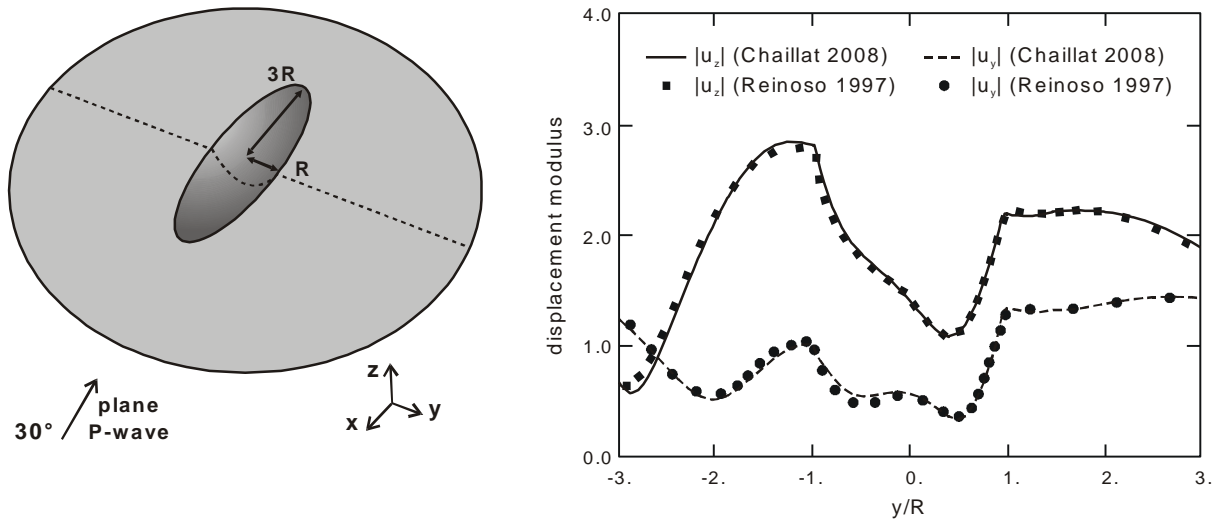 3R
R
30°
plane
P-wave
z
x
y
4.0
3.0
2.0
1.0
0.0
displacement modulus
|u_z| (Chaillat 2008)
|u_y| (Chaillat 2008)
|u_z| (Reinoso 1997)
|u_y| (Reinoso 1997)
-3.
-2.
-1.
0.
1.
2.
3.
y/R